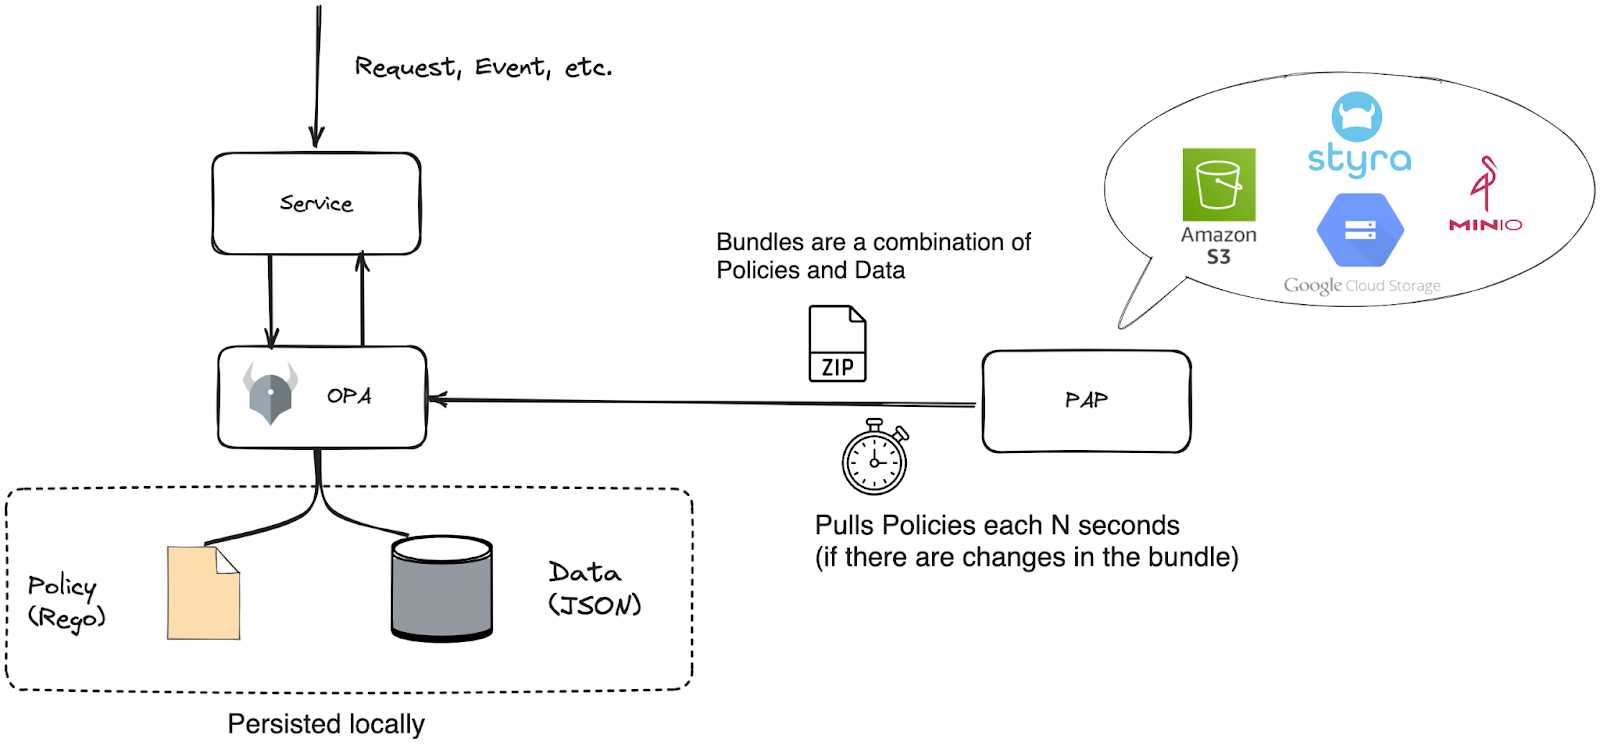 Request, Event, etc.
Service
OPA
Policy
(Rego)
Data
(JSON)
Persisted locally
Bundles are a combination of
Policies and Data
ZIP
Pulls Policies each N seconds
(if there are changes in the bundle)
PAP
styra
Amazon
S3
Google Cloud Storage
MINIO